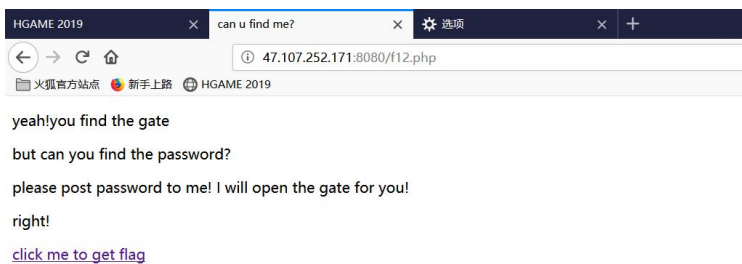 HGAME 2019
can u find me?
选项
47.107.252.171:8080/f12.php
火狐官方站点 新手上路 HGAME 2019
yeah!you find the gate
but can you find the password?
please post password to me! I will open the gate for you!
right!
click me to get flag